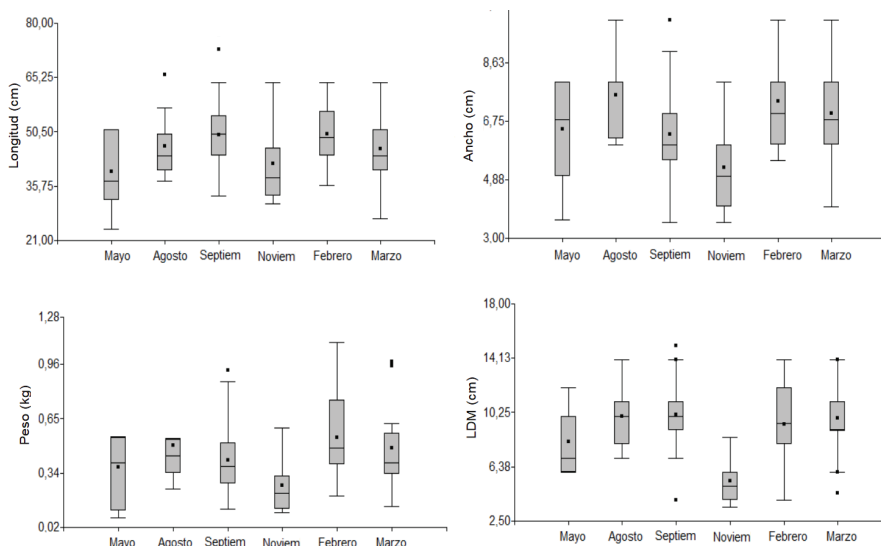 80,00
65,25
50,50
35,75
21,00
Longitud (cm)
Mayo Agosto Septiem Noviem Febrero Marzo
8,63
6,75
4,88
3,00
Ancho (cm)
Mayo Agosto Septiem Noviem Febrero Marzo
1,28
0,96
0,65
0,34
0.02
Peso (kg)
Mayo Agosto Septiem Noviem Febrero Marzo
18,00
14,13
10,25
6,38
2,50
LDM (cm)
Mayo Agosto Septiem Noviem Febrero Marzo